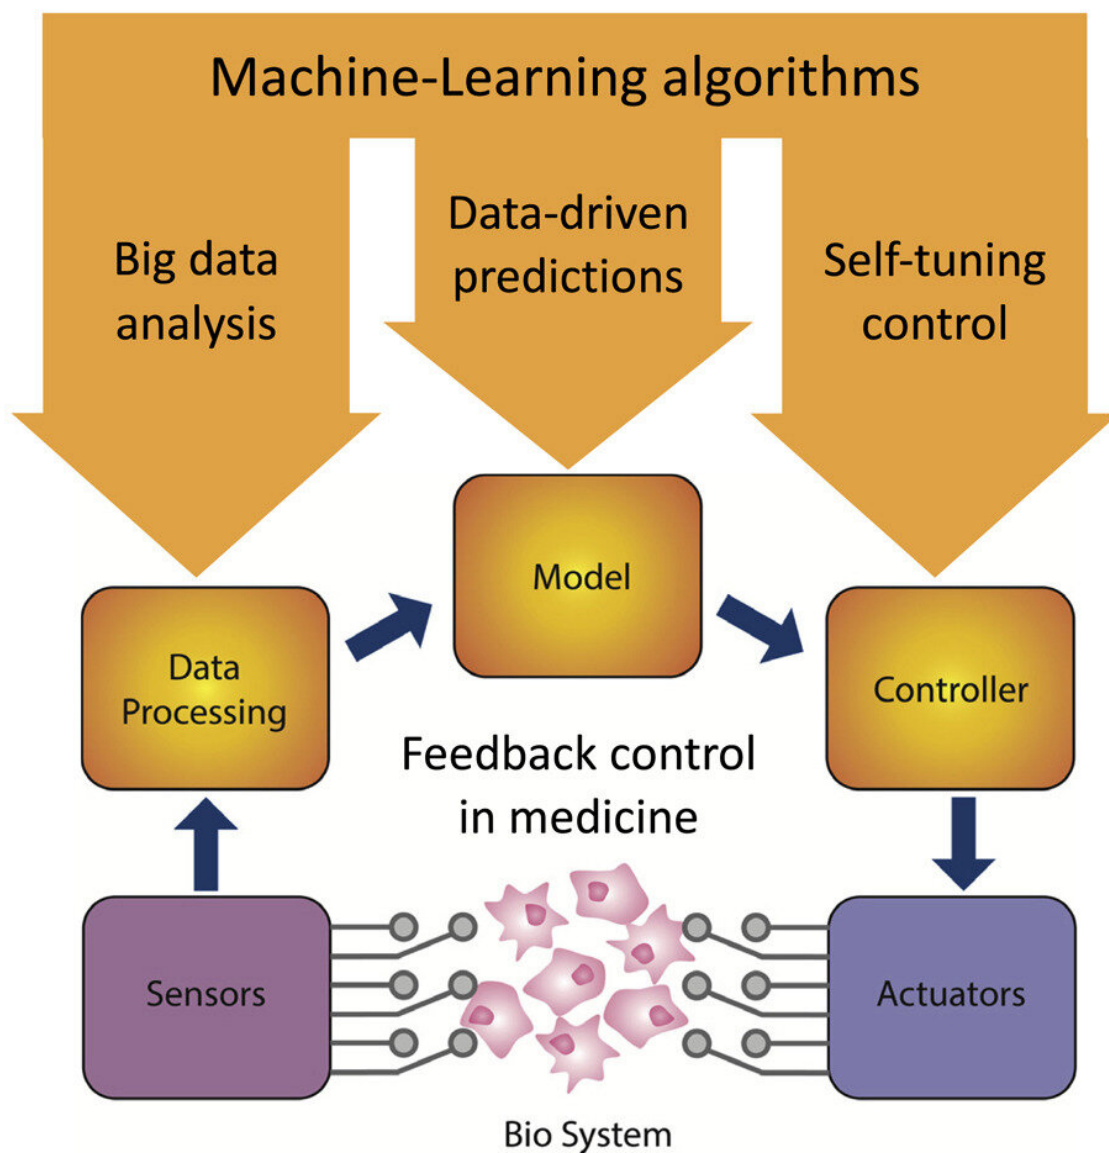 Machine-Learning algorithms
Big data
analysis
Data-driven
predictions
Self-tuning
control
Model
Data
Processing
Controller
Feedback control
in medicine
Sensors
Actuators
Bio System